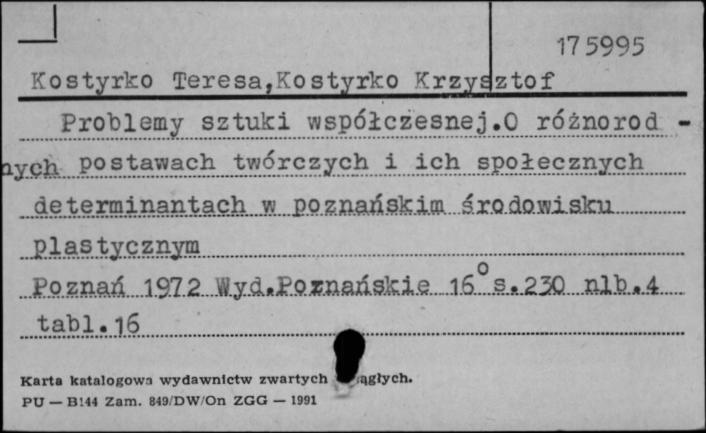 175995
Kostyrko Teresa,Kostyrko Krzysztof
Problemy sztuki współczesnej.O różnorod -
nych postawach twórczych i ich społecznych
determinantach w poznańskim środowisku
plastycznym
Poznań 1972 Wyd.Poznańskie 16° s.230 nlb.4
tabl.16
Karta katalogowa wydawnictw zwartych
PU — B144 Zam. 849/DW/On ZGG — 1991